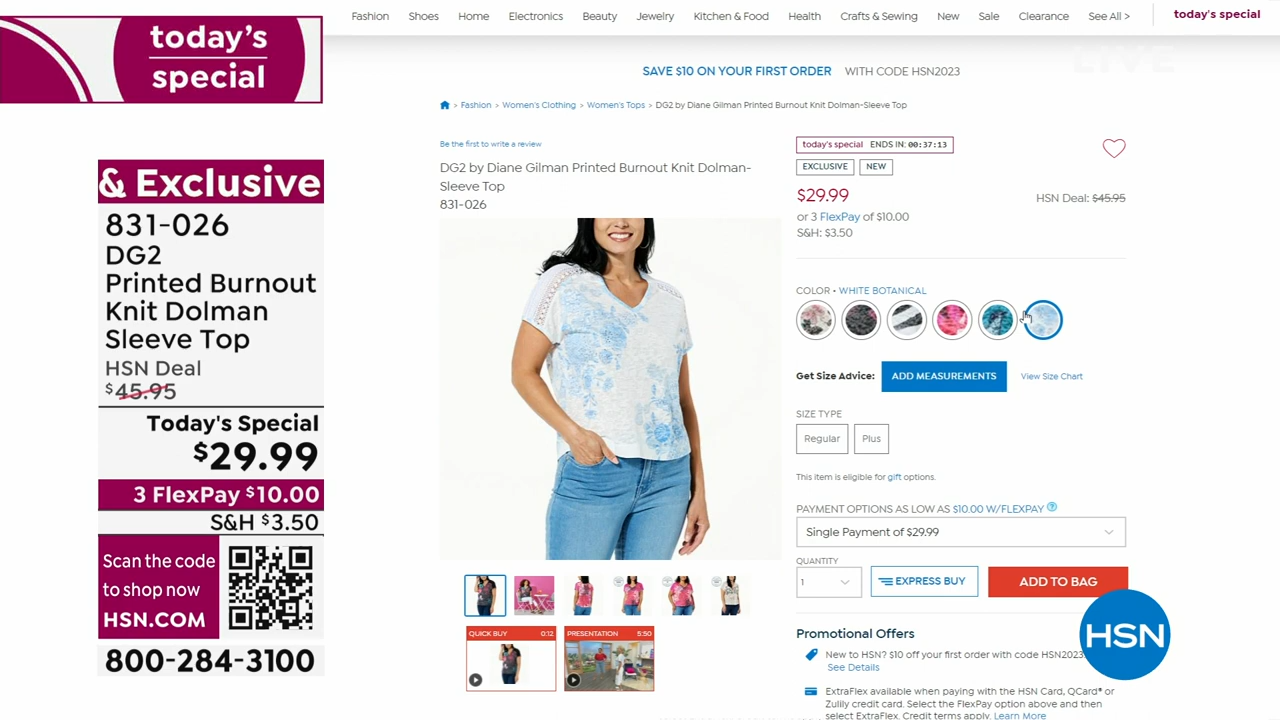 today's
special
& Exclusive
831-026
DG2
Printed Burnout
Knit Dolman
Sleeve Top
HSN Deal
$45.95
Today's Special
$29.99
3 FlexPay $10.00
S&H $3.50
Scan the code
to shop now
HSN.COM
800-284-3100
Fashion Shoes Home Electronics Beauty Jewelry Kitchen & Food Health Crafts & Sewing New Sale Clearance See All > today's special
LIVE
SAVE $10 ON YOUR FIRST ORDER WITH CODE HSN2023
> Fashion > Women's Clothing > Women's Tops > DG2 by Diane Gilman Printed Burnout Knit Dolman-Sleeve Top
Be the first to write a review
DG2 by Diane Gilman Printed Burnout Knit Dolman-
Sleeve Top
831-026
QUICK BUY 0:12
PRESENTATION 5:50
today's special ENDS IN: 00:37:13
EXCLUSIVE NEW
$29.99 HSN Deal: $45.95
or 3 FlexPay of $10.00
S&H: $3.50
COLOR • WHITE BOTANICAL
Get Size Advice: ADD MEASUREMENTS View Size Chart
SIZE TYPE
Regular Plus
This item is eligible for gift options.
PAYMENT OPTIONS AS LOW AS $10.00 W/FLEXPAY ?
Single Payment of $29.99
QUANTITY
1 EXPRESS BUY ADD TO BAG
Promotional Offers
New to HSN? $10 off your first order with code HSN2023.
See Details
ExtraFlex available when paying with the HSN Card, QCard® or
Zulily credit card. Select the FlexPay option above and then
select ExtraFlex. Credit terms apply. Learn More
HSN